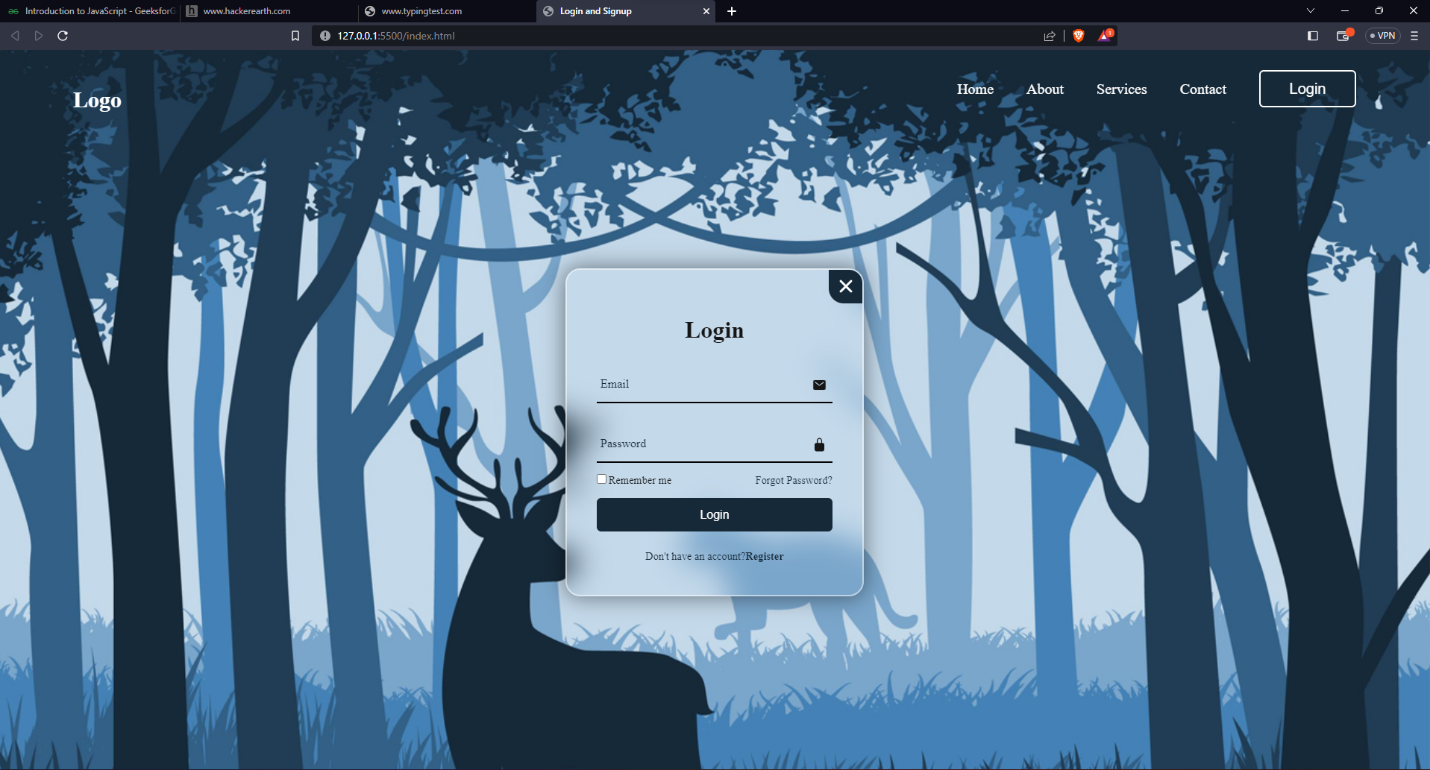 Introduction to JavaScript - GeeksforG
www.hackerearth.com
www.typingtest.com
Login and Signup
127.0.0.1:5500/index.html
1
VPN
Logo
Home About Services Contact Login
Login
Email
Password
Remember me Forgot Password?
Login
Don't have an account?Register